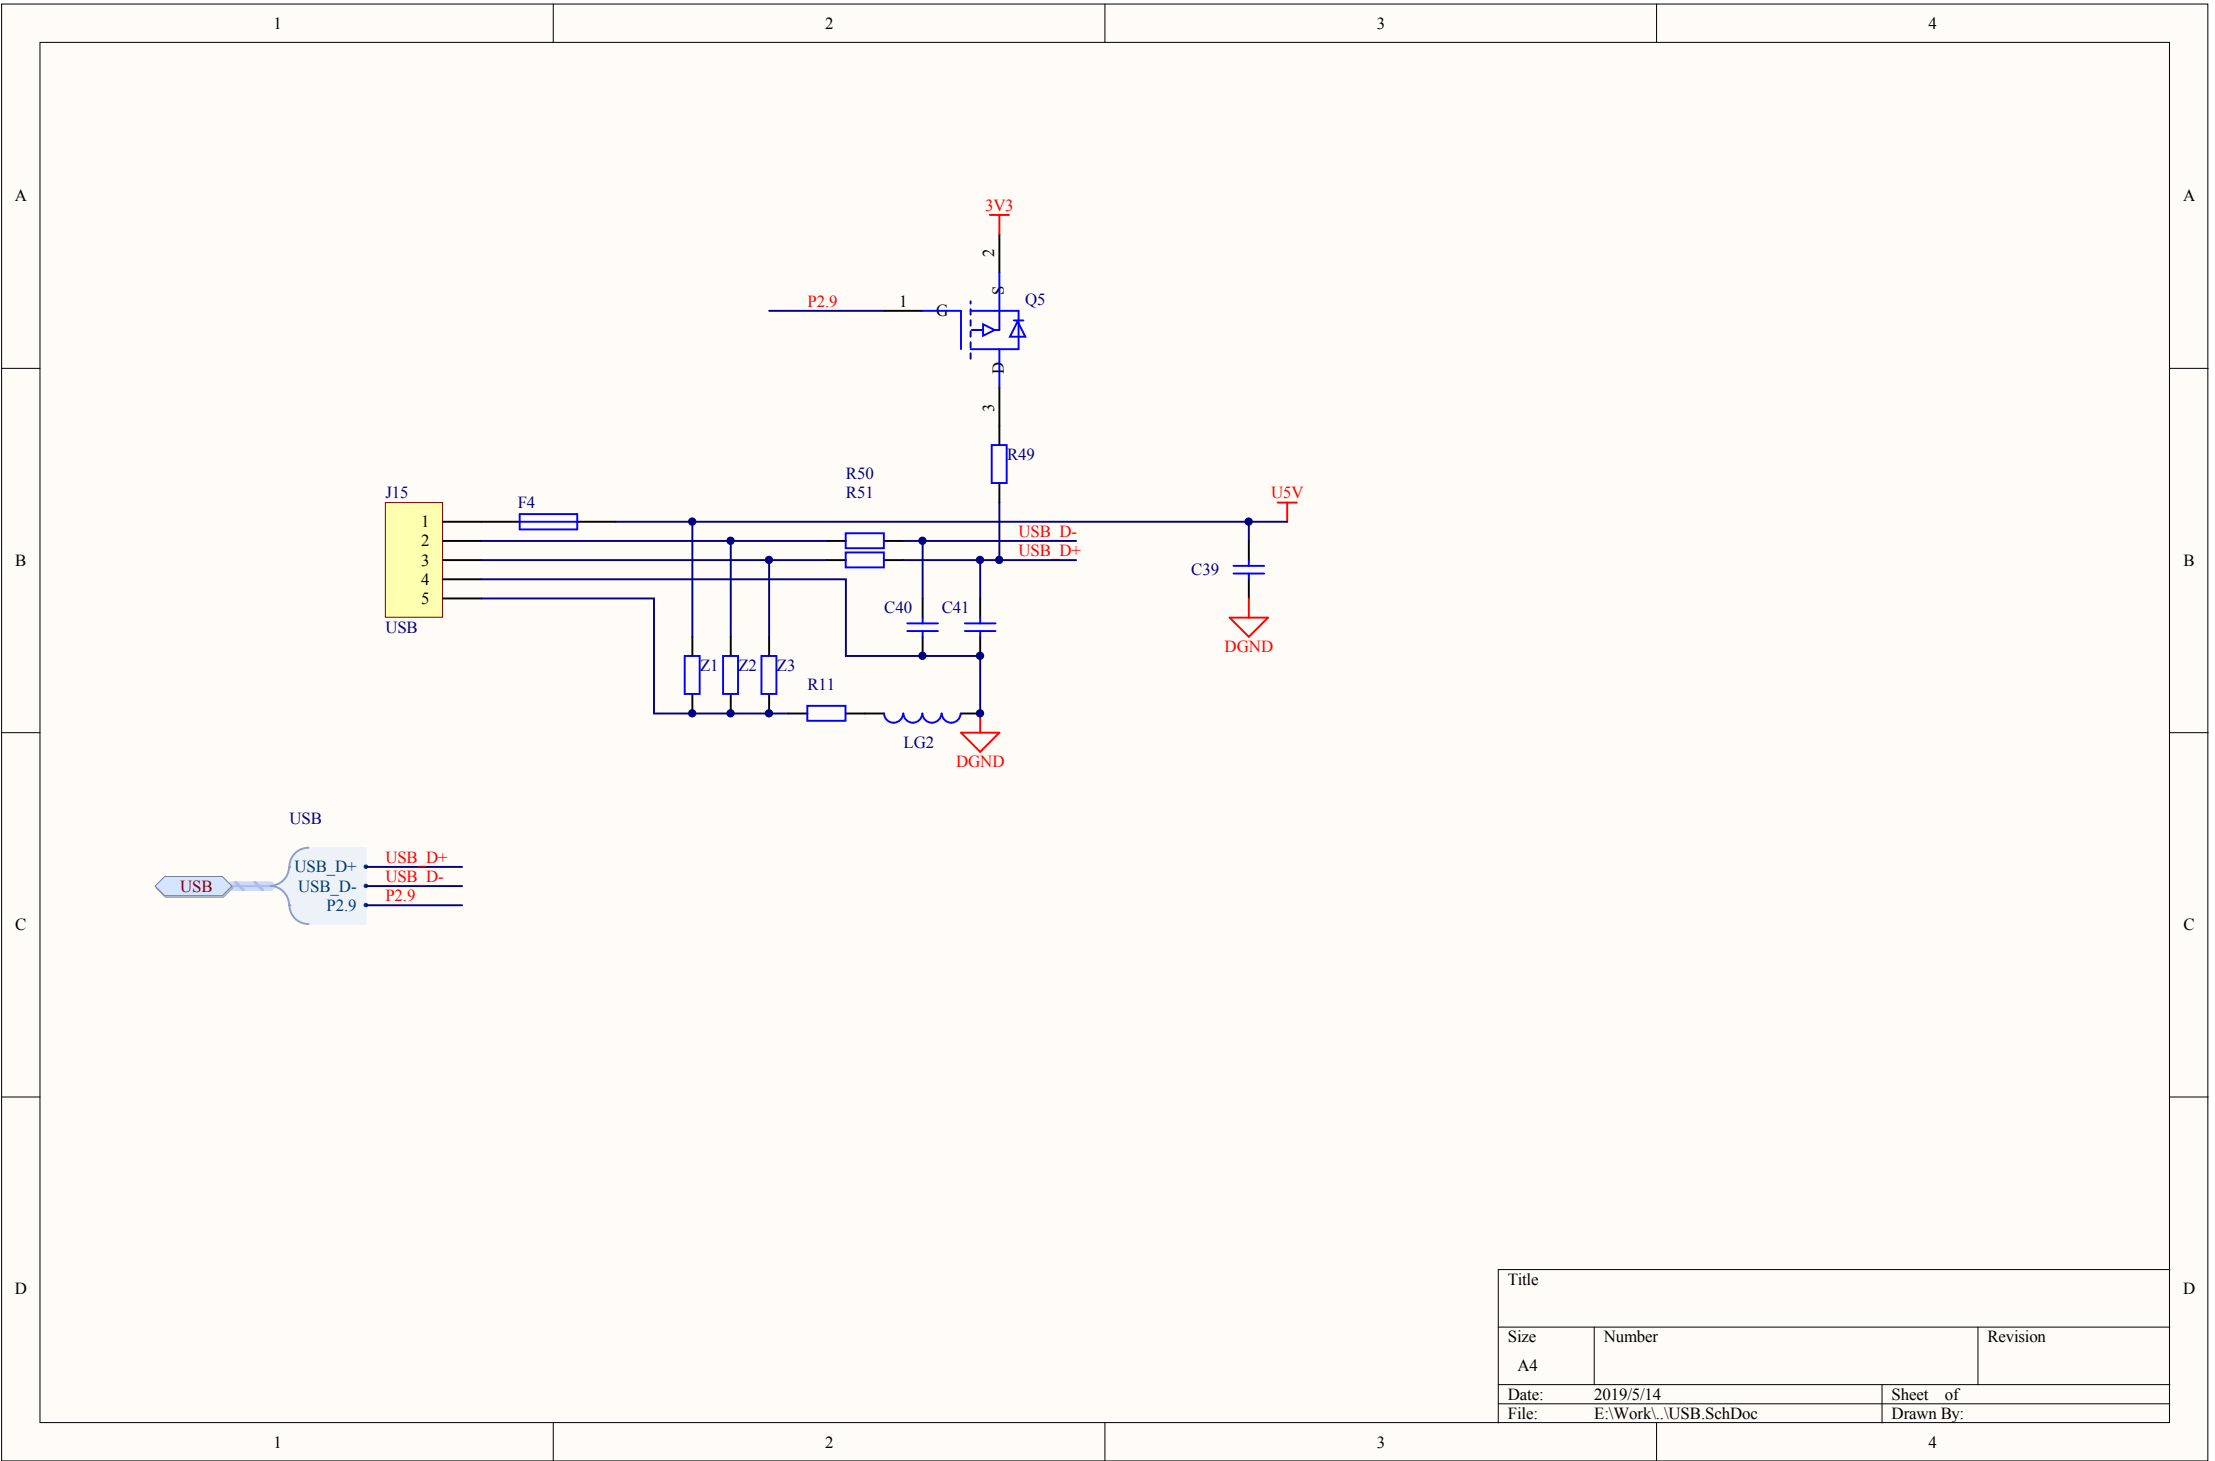 1 2 3 4
A A
3V3
2
S
P2.9 1 G Q5
D
3
R49
R50
R51
J15 F4 U5V
1
2 USB_D-
3 USB_D+
4
5
USB
C39
C40 C41
DGND
Z1 Z2 Z3
R11
LG2
DGND
B B
USB
USB_D+ USB_D+
USB USB_D- USB_D-
P2.9 P2.9
C C
D D
Title
Size Number Revision
A4
Date: 2019/5/14 Sheet of
File: E:\Work\..\USB.SchDoc Drawn By:
1 2 3 4